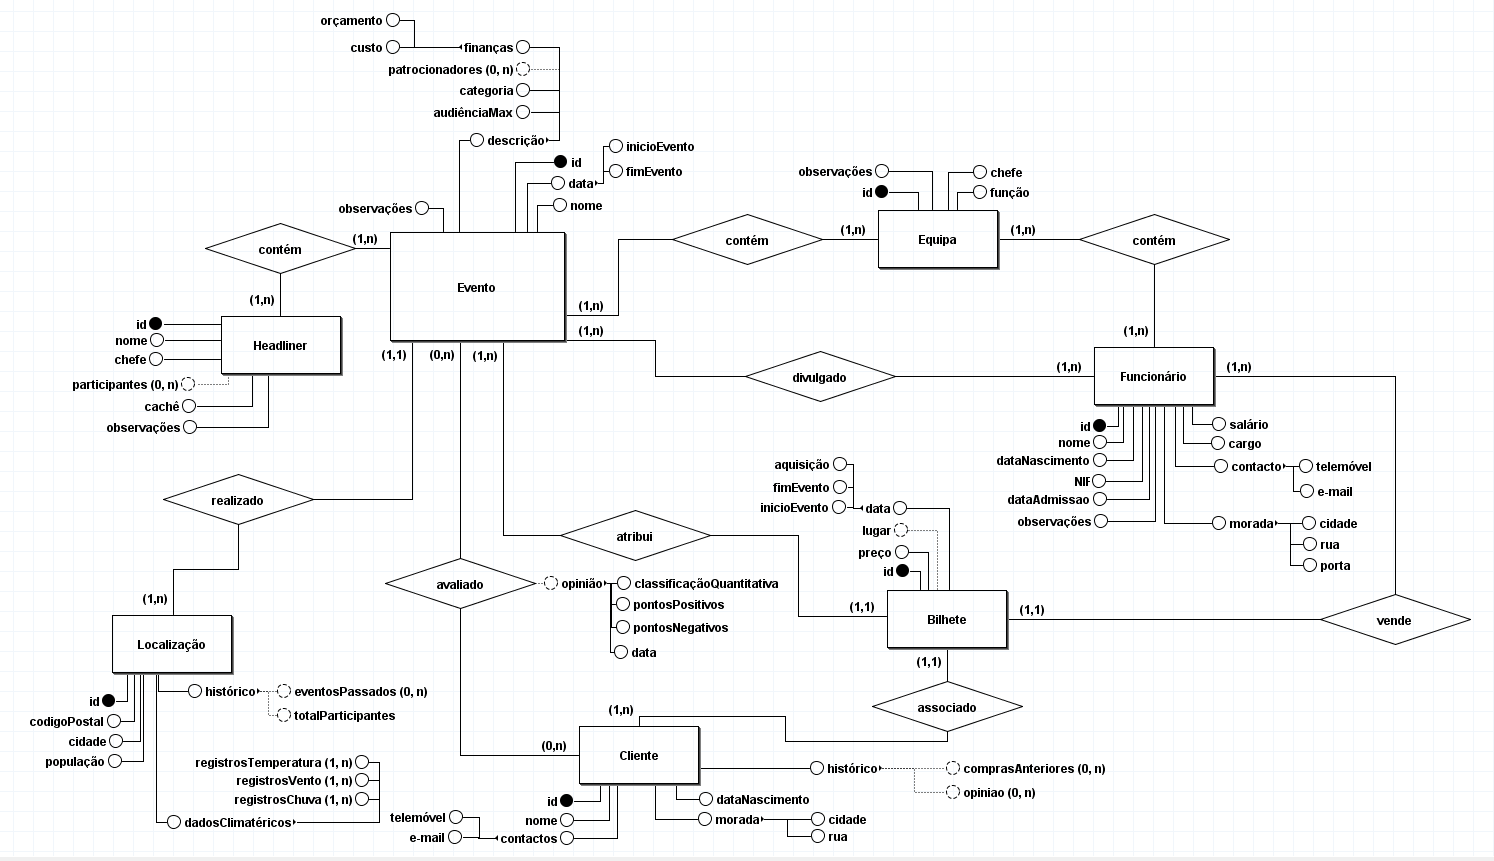 orçamento
custo
finanças
patrocionadores (0, n)
categoria
audiênciaMax
descrição
id
inicioEvento
data
fimEvento
nome
observações
observações
chefe
id
função
contém
(1,n)
Evento
(1,n)
contém
(1,n)
Equipa
(1,n)
contém
(1,n)
(1,n)
(1,n)
(1,n)
id
nome
Headliner
chefe
participantes (0, n)
cachê
observações
(1,1)
(0,n)
(1,n)
divulgado
(1,n)
Funcionário
(1,n)
id
nome
dataNascimento
NIF
dataAdmissao
observações
salário
cargo
contacto
telemóvel
e-mail
morada
cidade
rua
porta
realizado
aquisição
fimEvento
inicioEvento
data
lugar
preço
id
atribui
avaliado
opinião
classificaçãoQuantitativa
pontosPositivos
pontosNegativos
data
(1,n)
Localização
(1,1)
Bilhete
(1,1)
vende
(1,1)
associado
id
codigoPostal
cidade
população
histórico
eventosPassados (0, n)
totalParticipantes
registrosTemperatura (1, n)
registrosVento (1, n)
registrosChuva (1, n)
dadosClimatéricos
(1,n)
(0,n)
Cliente
histórico
comprasAnteriores (0, n)
opiniao (0, n)
id
nome
telemóvel
e-mail
contactos
dataNascimento
morada
cidade
rua